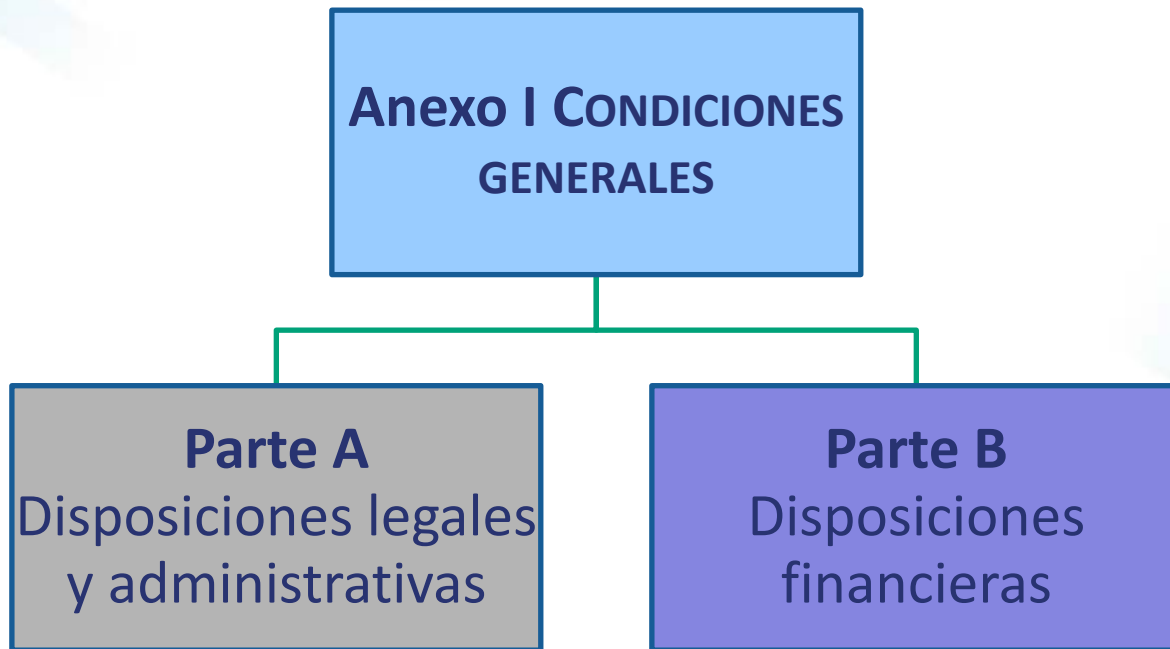 Anexo I CONDICIONES
GENERALES
Parte A
Disposiciones legales
y administrativas
Parte B
Disposiciones
financieras